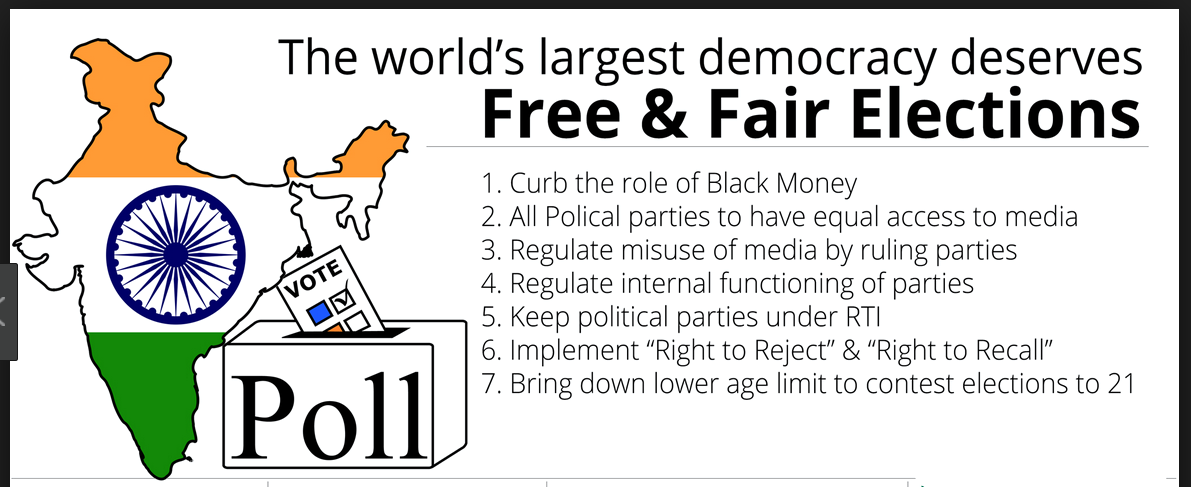 The world's largest democracy deserves
Free & Fair Elections
1. Curb the role of Black Money
2. All Polical parties to have equal access to media
3. Regulate misuse of media by ruling parties
4. Regulate internal functioning of parties
5. Keep political parties under RTI
6. Implement “Right to Reject” & “Right to Recall”
7. Bring down lower age limit to contest elections to 21
VOTE
Poll